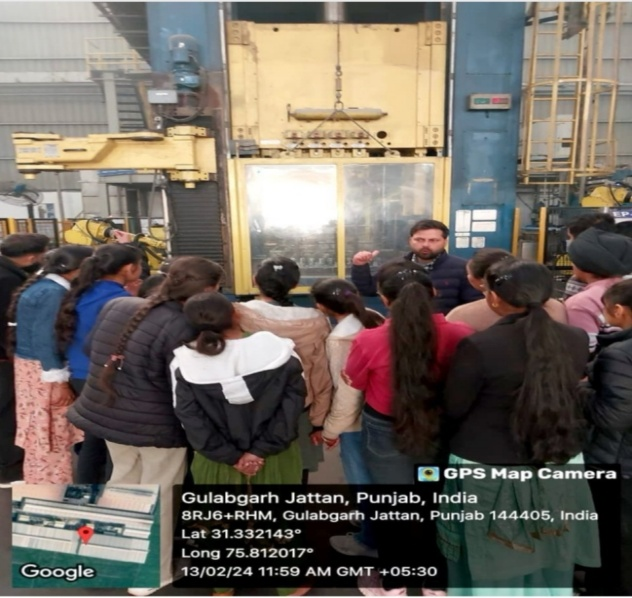 GPS Map Camera
Gulabgarh Jattan, Punjab, India
8RJ6+RHM, Gulabgarh Jattan, Punjab 144405, India
Lat 31.332143°
Long 75.812017°
13/02/24 11:59 AM GMT +05:30
Google